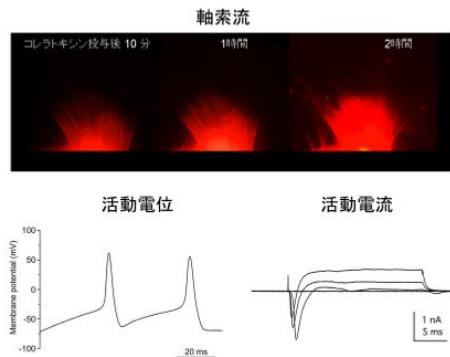 軸索流
コレラトキシン投与後 10 分
1時間
2時間
活動電位
活動電流
Membrane potential (mV)
100
50
0
-50
-100
20 ms
1 nA
5 ms